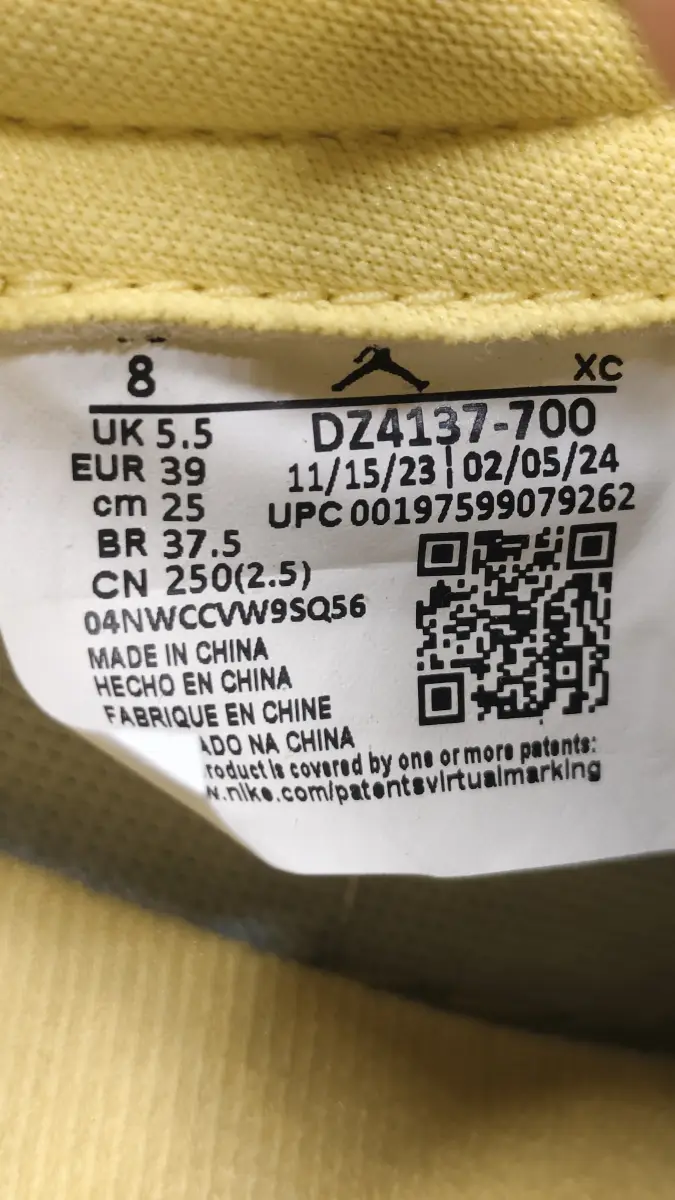 8
XC
UK 5.5
DZ4137-700
EUR 39
11/15/23 | 02/05/24
cm 25
UPC 00197599079262
BR 37.5
CN 250(2.5)
04NWCCVW9SQ56
MADE IN CHINA
HECHO EN CHINA
FABRIQUE EN CHINE
NA CHINA
is covered by one or more patents:
.nike.com/patentsvirtualmarking